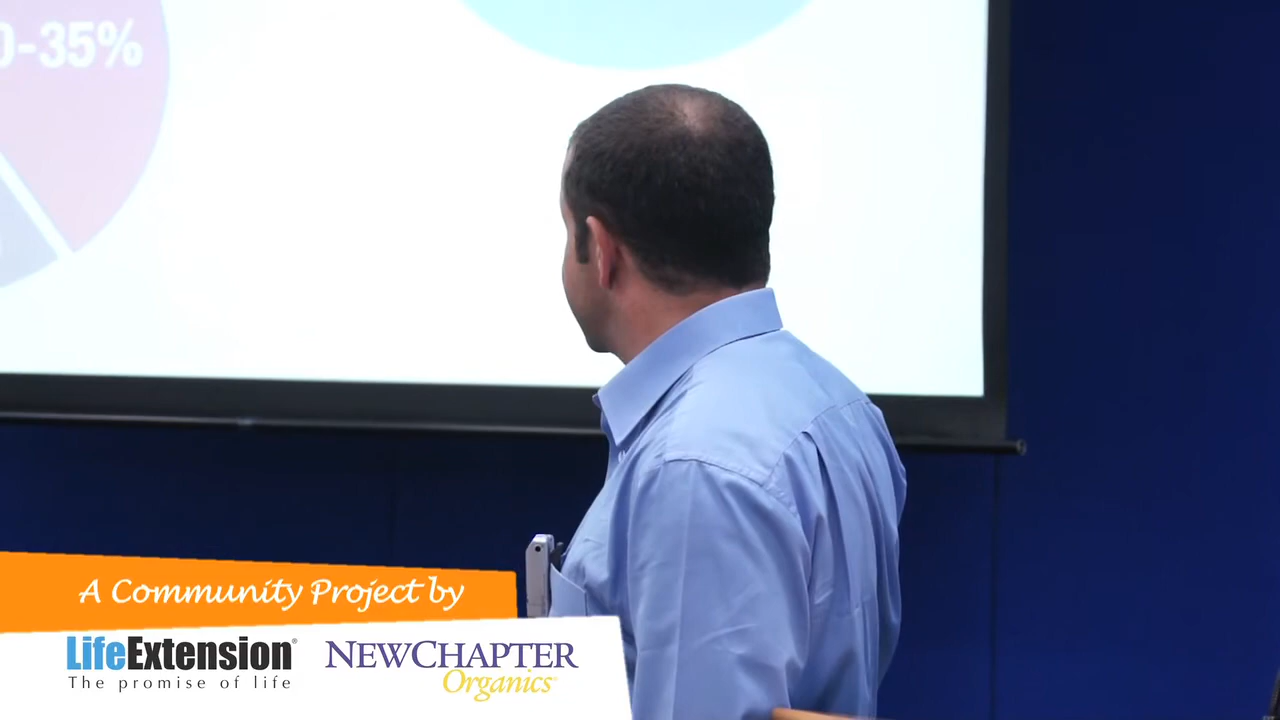 0-35%
A Community Project by
LifeExtension®
The promise of life
NEWCHAPTER
Organics